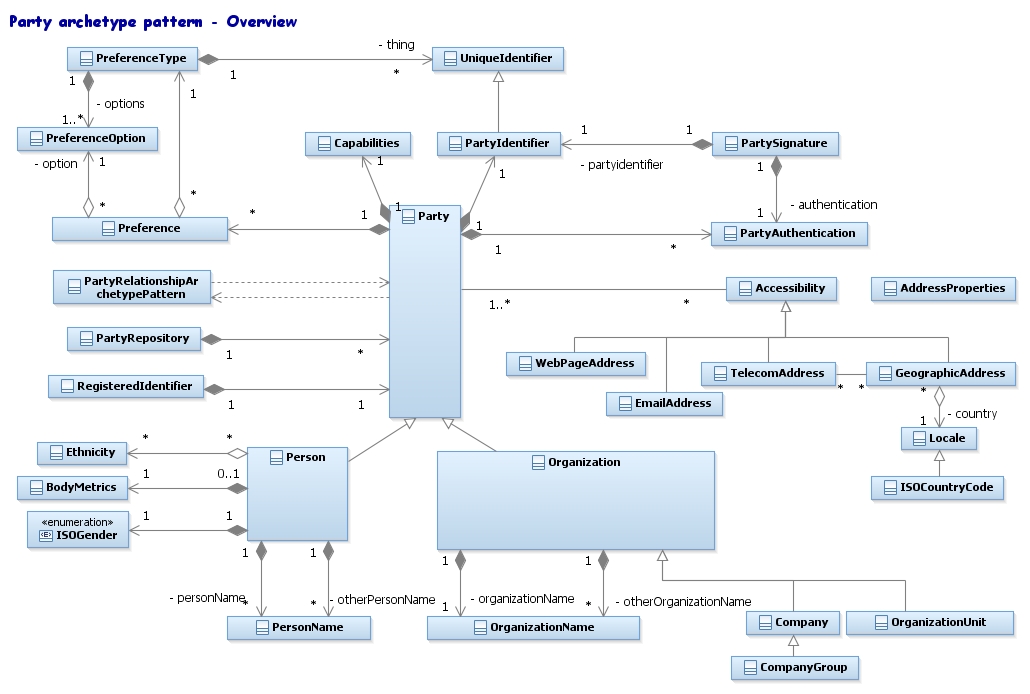 Party archetype pattern - Overview
PreferenceType
1
- thing
*
UniqueIdentifier
1
- options
1..*
1
PreferenceOption
- option
1
*
*
Preference
*
1
Capabilities
1
1
PartyIdentifier
1
1
1
1
- partyidentifier
PartySignature
1
1
- authentication
PartyAuthentication
Party
1
*
PartyRelationshipAr
chetypePattern
1..*
*
Accessibility
AddressProperties
PartyRepository
1
*
RegisteredIdentifier
1
1
WebPageAddress
EmailAddress
TelecomAddress
*
*
GeographicAddress
*
1
- country
Locale
ISOCountryCode
Ethnicity
*
*
Person
BodyMetrics
1
0..1
«enumeration»
ISOGender
1
1
1
1
- personName
*
*
- otherPersonName
PersonName
Organization
1
1
1
- organizationName
*
- otherOrganizationName
OrganizationName
Company
OrganizationUnit
CompanyGroup